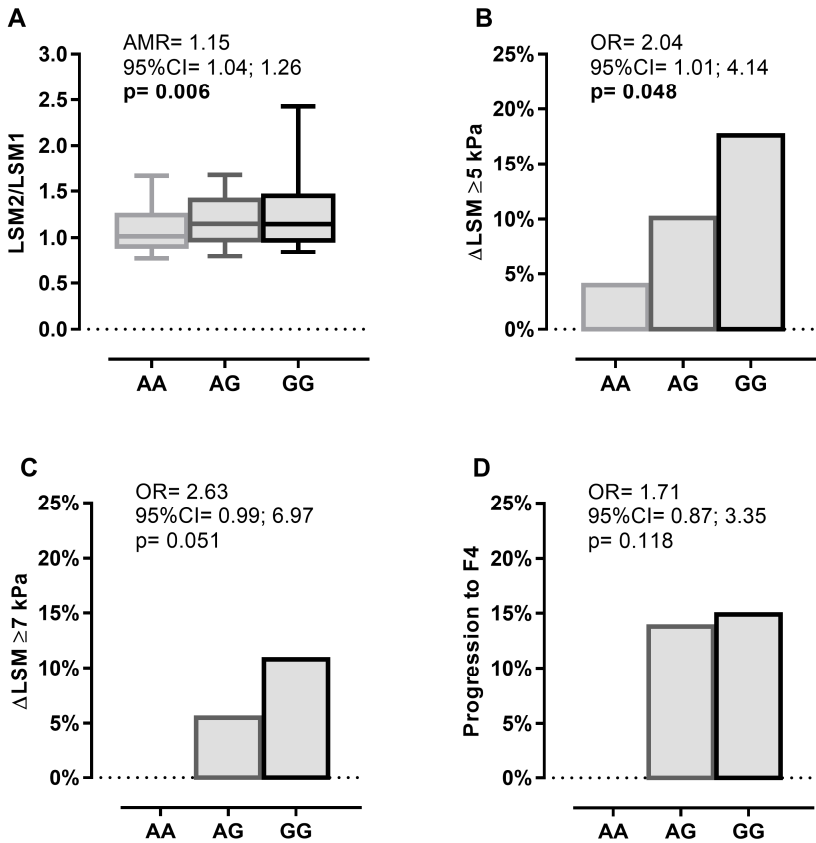 A
AMR= 1.15
95%CI= 1.04; 1.26
p= 0.006
LSM2/LSM1
3.0
2.5
2.0
1.5
1.0
0.5
0.0
AA AG GG
B
OR= 2.04
95%CI= 1.01; 4.14
p= 0.048
ΔLSM ≥5 kPa
25%
20%
15%
10%
5%
0%
AA AG GG
C
OR= 2.63
95%CI= 0.99; 6.97
p= 0.051
ΔLSM ≥7 kPa
25%
20%
15%
10%
5%
0%
AA AG GG
D
OR= 1.71
95%CI= 0.87; 3.35
p= 0.118
Progression to F4
25%
20%
15%
10%
5%
0%
AA AG GG